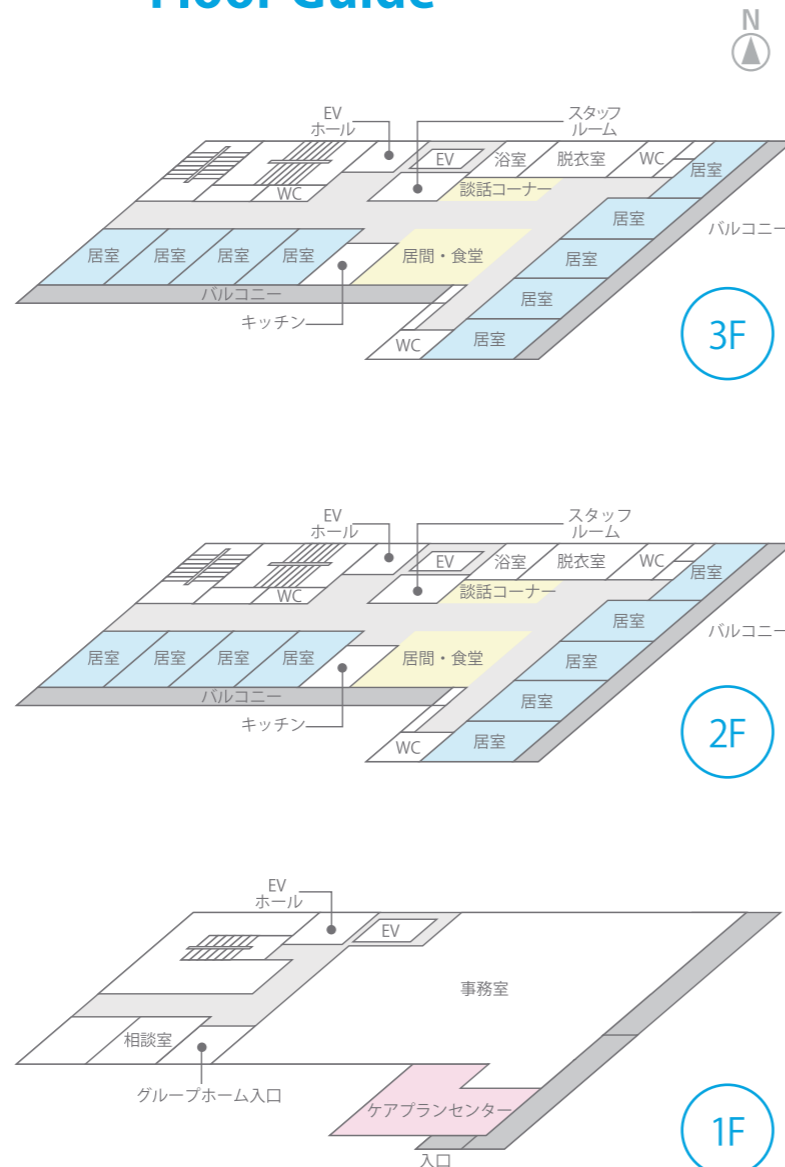 Floor Guide
N
EV
ホール
スタッフ
ルーム
EV
浴室
脱衣室
WC
居室
WC
談話コーナー
居室
バルコニー
居室
居室
居室
居室
居間・食堂
居室
バルコニー
居室
キッチン
WC
居室
3F
EV
ホール
スタッフ
ルーム
EV
浴室
脱衣室
WC
居室
WC
談話コーナー
居室
バルコニー
居室
居室
居室
居室
居間・食堂
居室
バルコニー
居室
キッチン
WC
居室
2F
EV
ホール
EV
事務室
相談室
グループホーム入口
ケアプランセンター
入口
1F